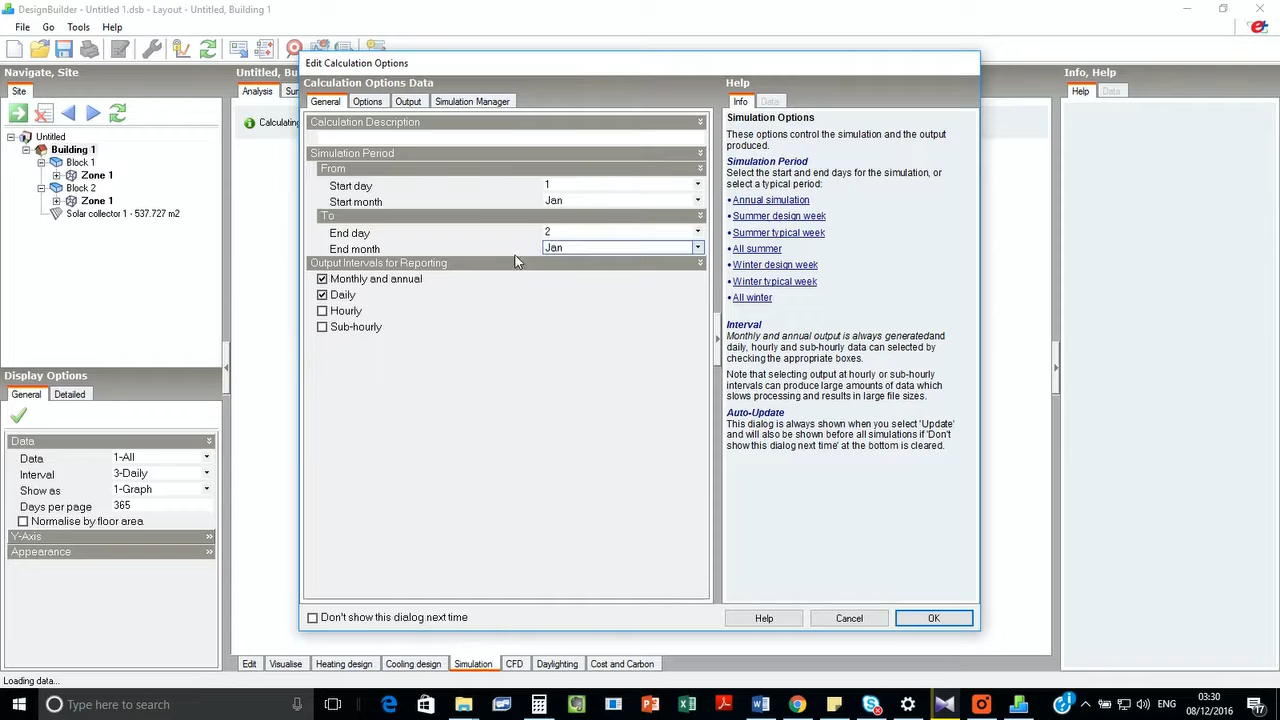 DesignBuilder - Untitled 1.dsb - Layout - Untitled, Building 1
File Go Tools Help
Navigate, Site
Site
Untitled
Building 1
Block 1
Zone 1
Block 2
Zone 1
Solar collector 1 - 537.727 m2
Display Options
General Detailed
Data
Data 1-All
Interval 3-Daily
Show as 1-Graph
Days per page 365
Normalise by floor area
Y-Axis
Appearance
Untitled, Bu
Analysis Sur
Calculating
Edit Calculation Options
Calculation Options Data
General Options Output Simulation Manager
Calculation Description
Simulation Period
From
Start day 1
Start month Jan
To
End day 2
End month Jan
Output Intervals for Reporting
Monthly and annual
Daily
Hourly
Sub-hourly
Don't show this dialog next time
Help
Info Data
Simulation Options
These options control the simulation and the output
produced.
Simulation Period
Select the start and end days for the simulation, or
select a typical period:
• Annual simulation
• Summer design week
• Summer typical week
• All summer
• Winter design week
• Winter typical week
• All winter
Interval
Monthly and annual output is always generatedand
daily, hourly and sub-hourly data can selected by
checking the appropriate boxes.
Note that selecting output at hourly or sub-hourly
intervals can produce large amounts of data which
slows processing and results in large file sizes.
Auto-Update
This dialog is always shown when you select 'Update'
and will also be shown before all simulations if 'Don't
show this dialog next time' at the bottom is cleared.
Help Cancel OK
Info, Help
Help Data
Edit Visualise Heating design Cooling design Simulation CFD Daylighting Cost and Carbon
Loading data...
Type here to search
03:30
08/12/2016